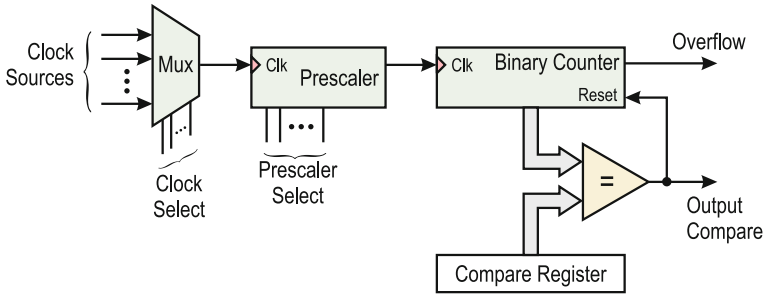 Clock
Sources
Mux
Clk
Prescaler
Clk
Binary Counter
Reset
Overflow
Clock
Select
Prescaler
Select
=
Output
Compare
Compare Register